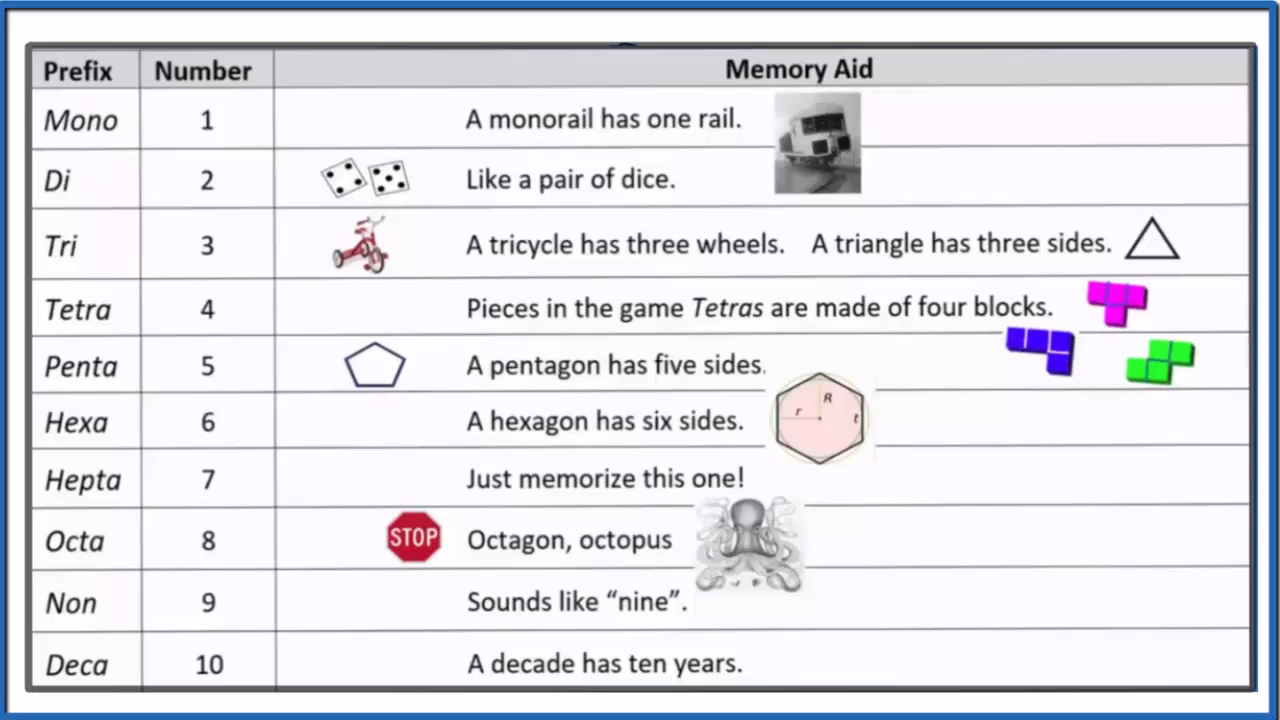 Prefix Number Memory Aid
Mono 1 A monorail has one rail.
Di 2 Like a pair of dice.
Tri 3 A tricycle has three wheels. A triangle has three sides.
Tetra 4 Pieces in the game Tetras are made of four blocks.
Penta 5 A pentagon has five sides.
Hexa 6 A hexagon has six sides.
R
r t
Hepta 7 Just memorize this one!
Octa 8 STOP Octagon, octopus
Non 9 Sounds like “nine”.
Deca 10 A decade has ten years.